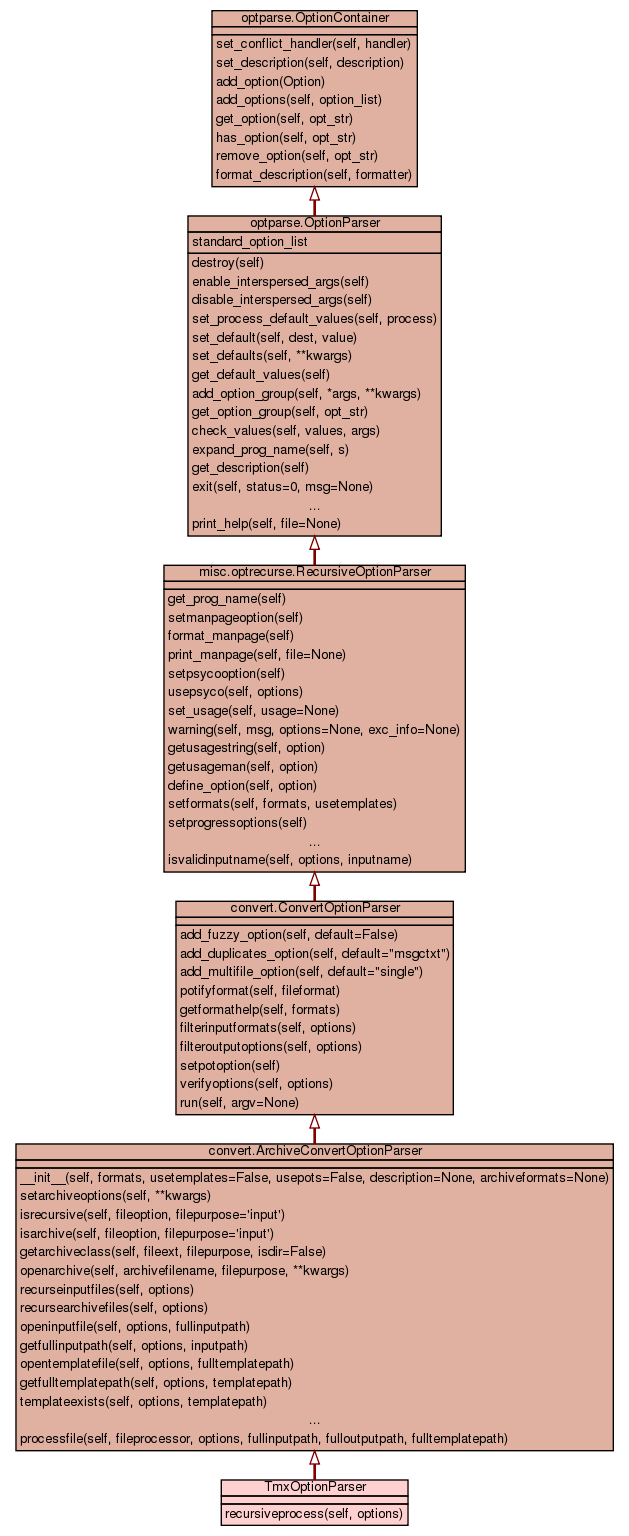 optparse.OptionContainer
set_conflict_handler(self, handler)
set_description(self, description)
add_option(Option)
add_options(self, option_list)
get_option(self, opt_str)
has_option(self, opt_str)
remove_option(self, opt_str)
format_description(self, formatter)
optparse.OptionParser
standard_option_list
destroy(self)
enable_interspersed_args(self)
disable_interspersed_args(self)
set_process_default_values(self, process)
set_default(self, dest, value)
set_defaults(self, **kwargs)
get_default_values(self)
add_option_group(self, *args, **kwargs)
get_option_group(self, opt_str)
check_values(self, values, args)
expand_prog_name(self, s)
get_description(self)
exit(self, status=0, msg=None)
...
print_help(self, file=None)
misc.optrecurse.RecursiveOptionParser
get_prog_name(self)
setmanpageoption(self)
format_manpage(self)
print_manpage(self, file=None)
setpsycooption(self)
usepsyco(self, options)
set_usage(self, usage=None)
warning(self, msg, options=None, exc_info=None)
getusagestring(self, option)
getusageman(self, option)
define_option(self, option)
setformats(self, formats, usetemplates)
setprogressoptions(self)
...
isvalidinputname(self, options, inputname)
convert.ConvertOptionParser
add_fuzzy_option(self, default=False)
add_duplicates_option(self, default="msgctxt")
add_multifile_option(self, default="single")
potifyformat(self, fileformat)
getformathelp(self, formats)
filterinputformats(self, options)
filteroutputoptions(self, options)
setpotoption(self)
verifyoptions(self, options)
run(self, argv=None)
convert.ArchiveConvertOptionParser
__init__(self, formats, usetemplates=False, usepots=False, description=None, archiveformats=None)
setarchiveoptions(self, **kwargs)
isrecursive(self, fileoption, filepurpose='input')
isarchive(self, fileoption, filepurpose='input')
getarchiveclass(self, fileext, filepurpose, isdir=False)
openarchive(self, archivefilename, filepurpose, **kwargs)
recurseinputfiles(self, options)
recursearchivefiles(self, options)
openinputfile(self, options, fullinputpath)
getfullinputpath(self, options, inputpath)
opentemplatefile(self, options, fulltemplatepath)
getfulltemplatepath(self, options, templatepath)
templateexists(self, options, templatepath)
...
processfile(self, fileprocessor, options, fullinputpath, fulloutputpath, fulltemplatepath)
TmxOptionParser
recursiveprocess(self, options)